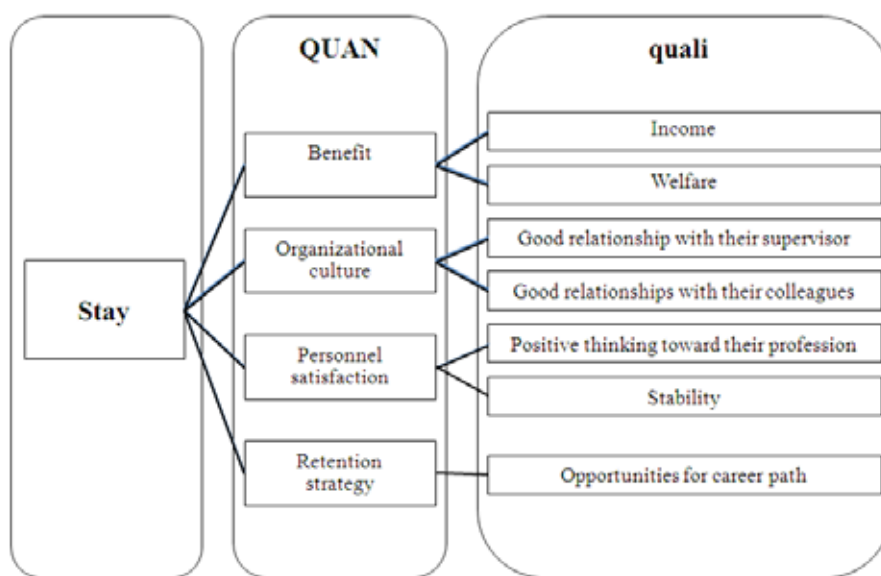 Stay
QUAN
Benefit
Organizational
culture
Personnel
satisfaction
Retention
strategy
quali
Income
Welfare
Good relationship with their supervisor
Good relationships with their colleagues
Positive thinking toward their profession
Stability
Opportunities for career path